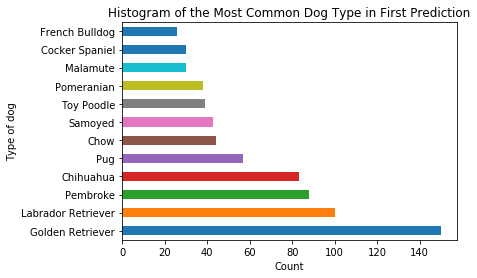 Histogram of the Most Common Dog Type in First Prediction
French Bulldog
Cocker Spaniel
Malamute
Pomeranian
Toy Poodle
Samoyed
Chow
Pug
Chihuahua
Pembroke
Labrador Retriever
Golden Retriever
Type of dog
0 20 40 60 80 100 120 140
Count